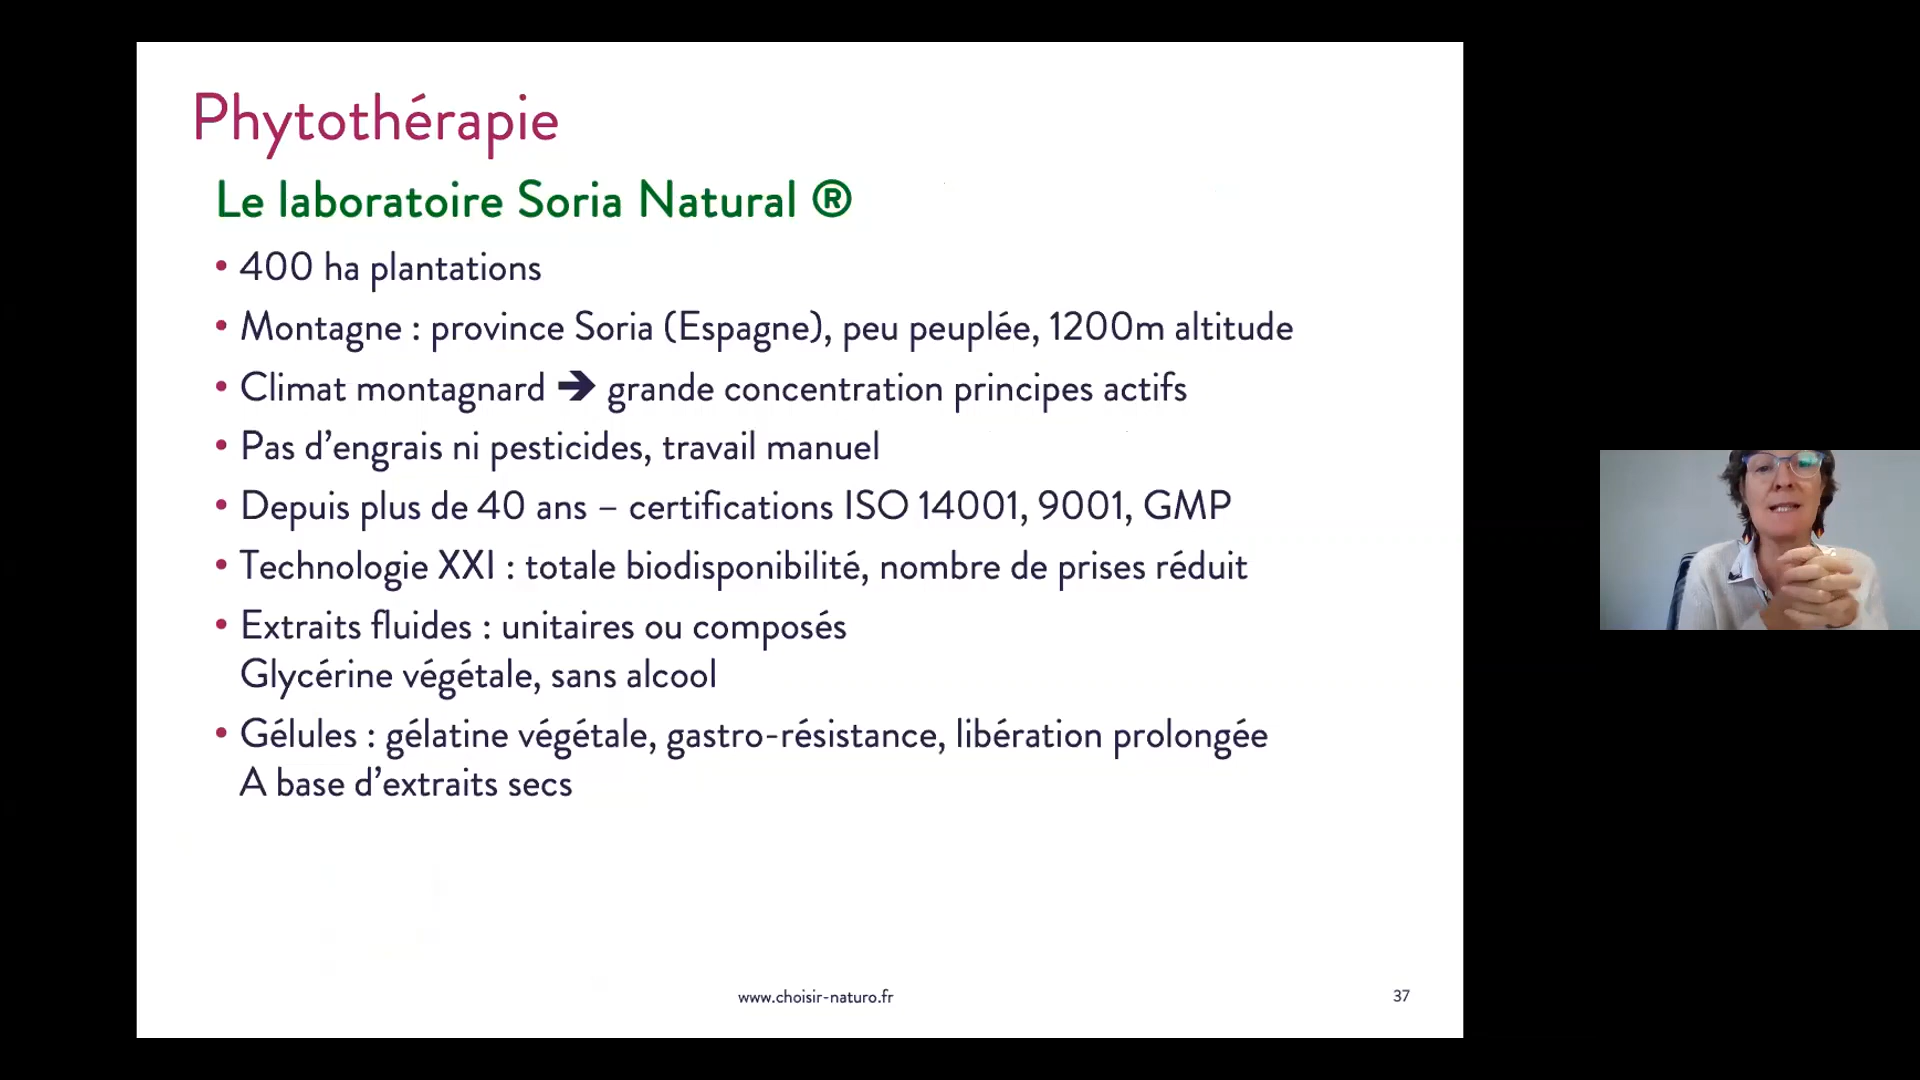 Phytothérapie
Le laboratoire Soria Natural ®
• 400 ha plantations
• Montagne : province Soria (Espagne), peu peuplée, 1200m altitude
• Climat montagnard ➔ grande concentration principes actifs
• Pas d’engrais ni pesticides, travail manuel
• Depuis plus de 40 ans – certifications ISO 14001, 9001, GMP
• Technologie XXI : totale biodisponibilité, nombre de prises réduit
• Extraits fluides : unitaires ou composés
Glycérine végétale, sans alcool
• Gélules : gélatine végétale, gastro-résistance, libération prolongée
A base d’extraits secs
www.choisir-naturo.fr
37